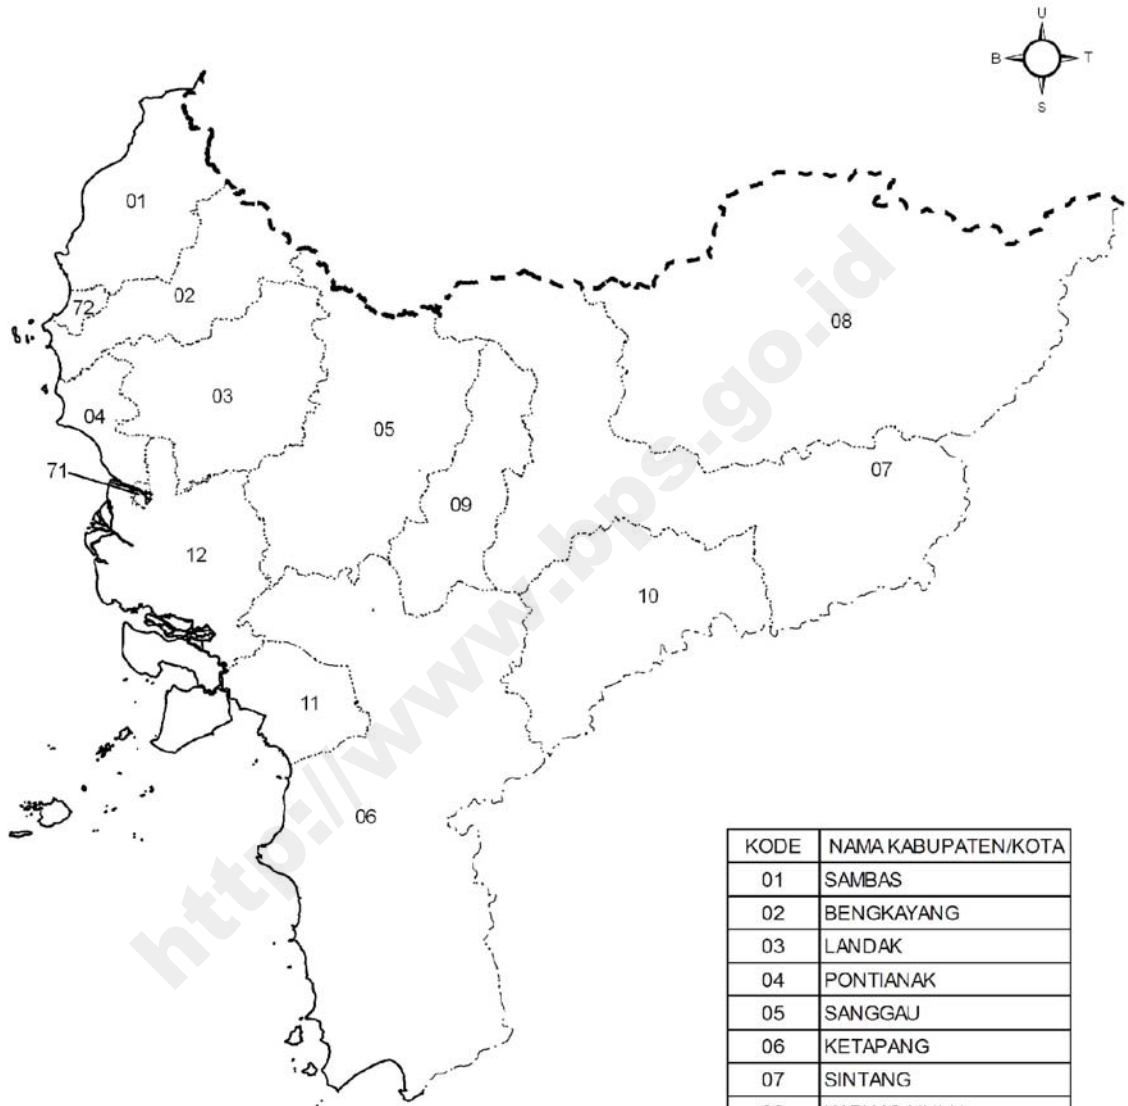 U
B T
S
01
02
72
08
03
04
05
07
71
09
12
10
11
06
http://www.bps.go.id
KODE NAMA KABUPATEN/KOTA
01 SAMBAS
02 BENGKAYANG
03 LANDAK
04 PONTIANAK
05 SANGGAU
06 KETAPANG
07 SINTANG